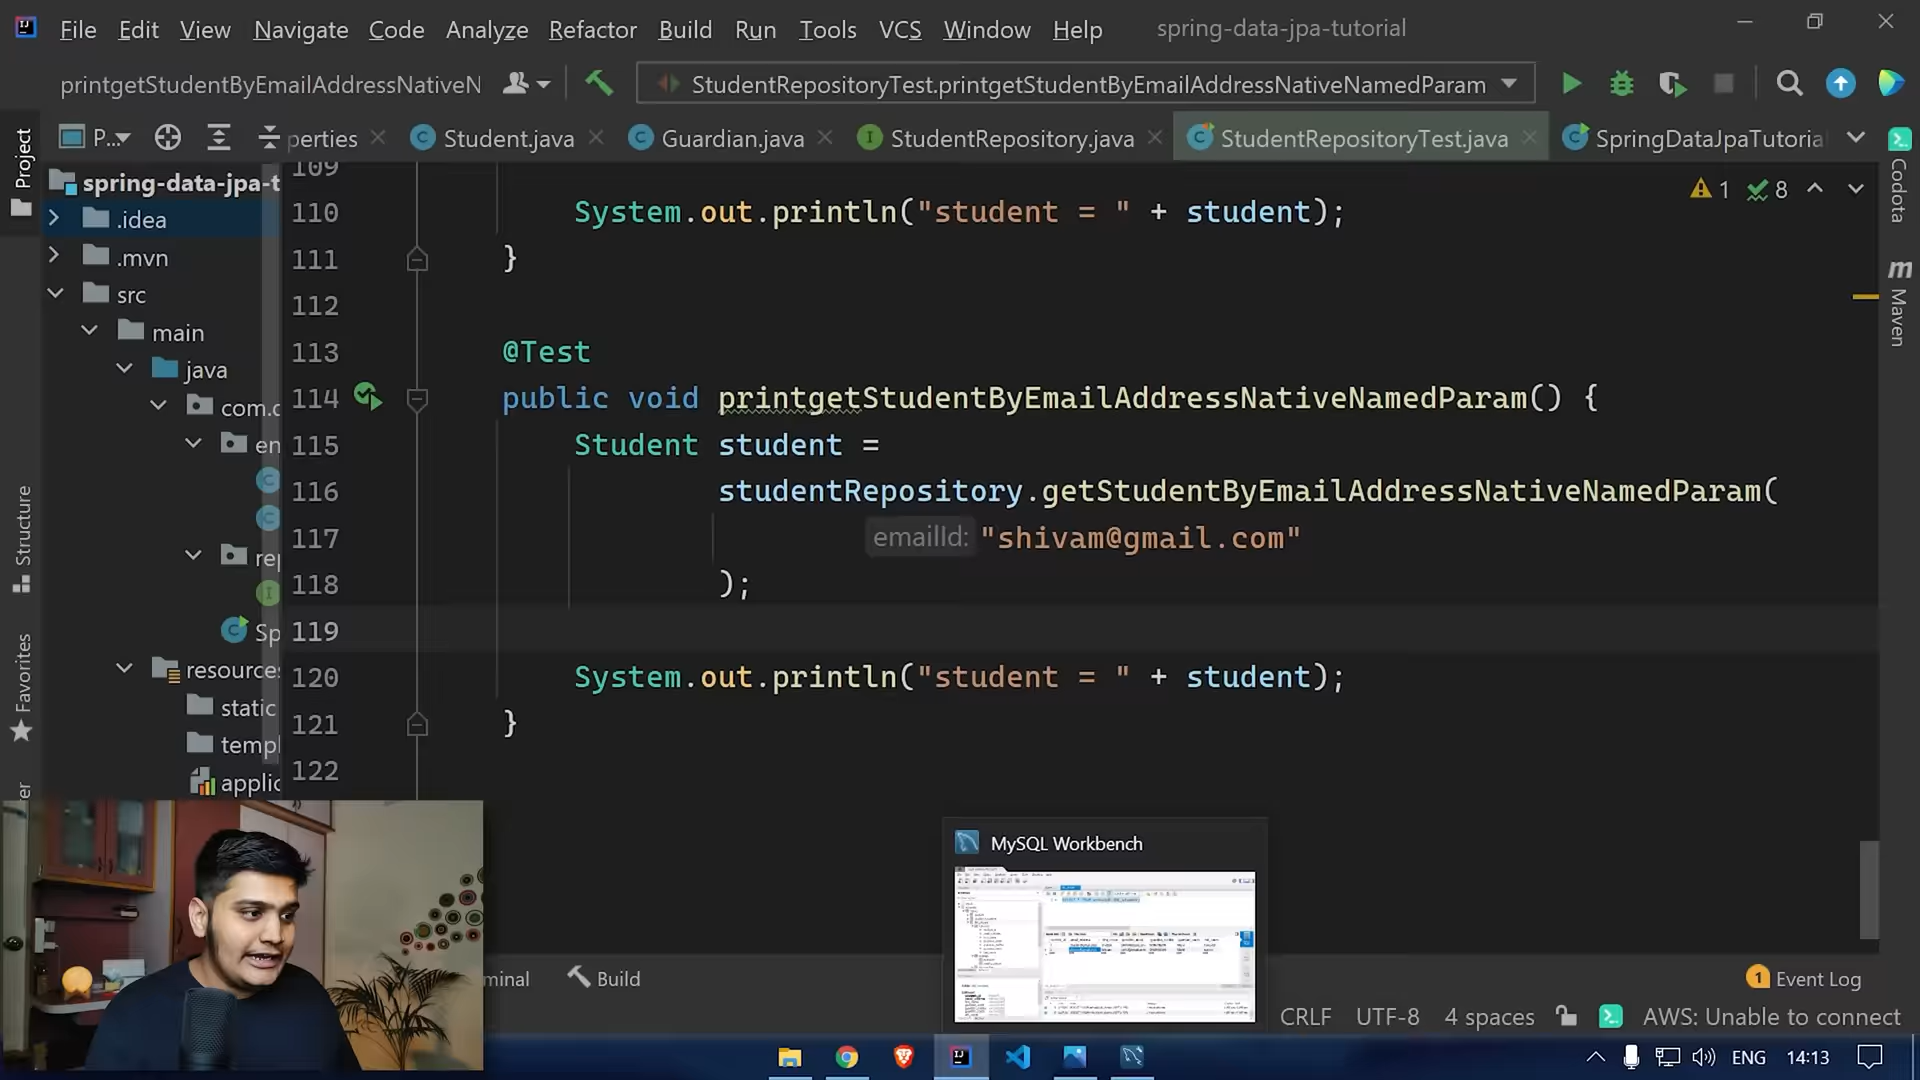 File Edit View Navigate Code Analyze Refactor Build Run Tools VCS Window Help spring-data-jpa-tutorial
printgetStudentByEmailAddressNativeN StudentRepositoryTest.printgetStudentByEmailAddressNativeNamedParam
P... perties Student.java Guardian.java StudentRepository.java StudentRepositoryTest.java SpringDataJpaTutoria
Project
Structure
Favorites
spring-data-jpa-t
.idea
.mvn
src
main
java
com.c
en
rep
Sp
resources
static
templ
applic
109
110 System.out.println("student = " + student);
111 }
112
113 @Test
114 public void printgetStudentByEmailAddressNativeNamedParam() {
115 Student student =
116 studentRepository.getStudentByEmailAddressNativeNamedParam(
117 emailId: "shivam@gmail.com"
118 );
119
120 System.out.println("student = " + student);
121 }
122
1 8
Codota
m Maven
MySQL Workbench
minal Build
1 Event Log
CRLF UTF-8 4 spaces AWS: Unable to connect
ENG 14:13